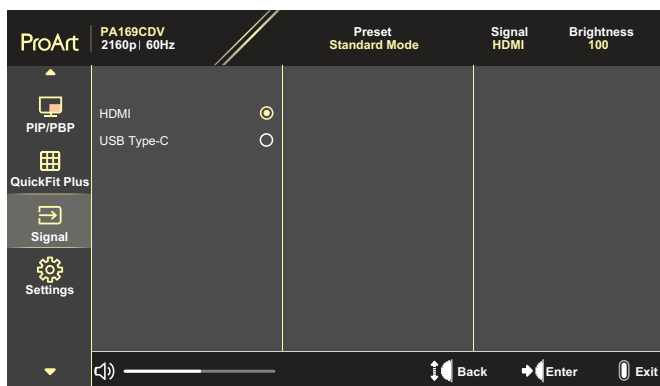 ProArt
PA169CDV
2160p| 60Hz
Preset
Standard Mode
Signal
HDMI
Brightness
100
PIP/PBP
QuickFit Plus
Signal
Settings
HDMI
USB Type-C
Back
Enter
Exit